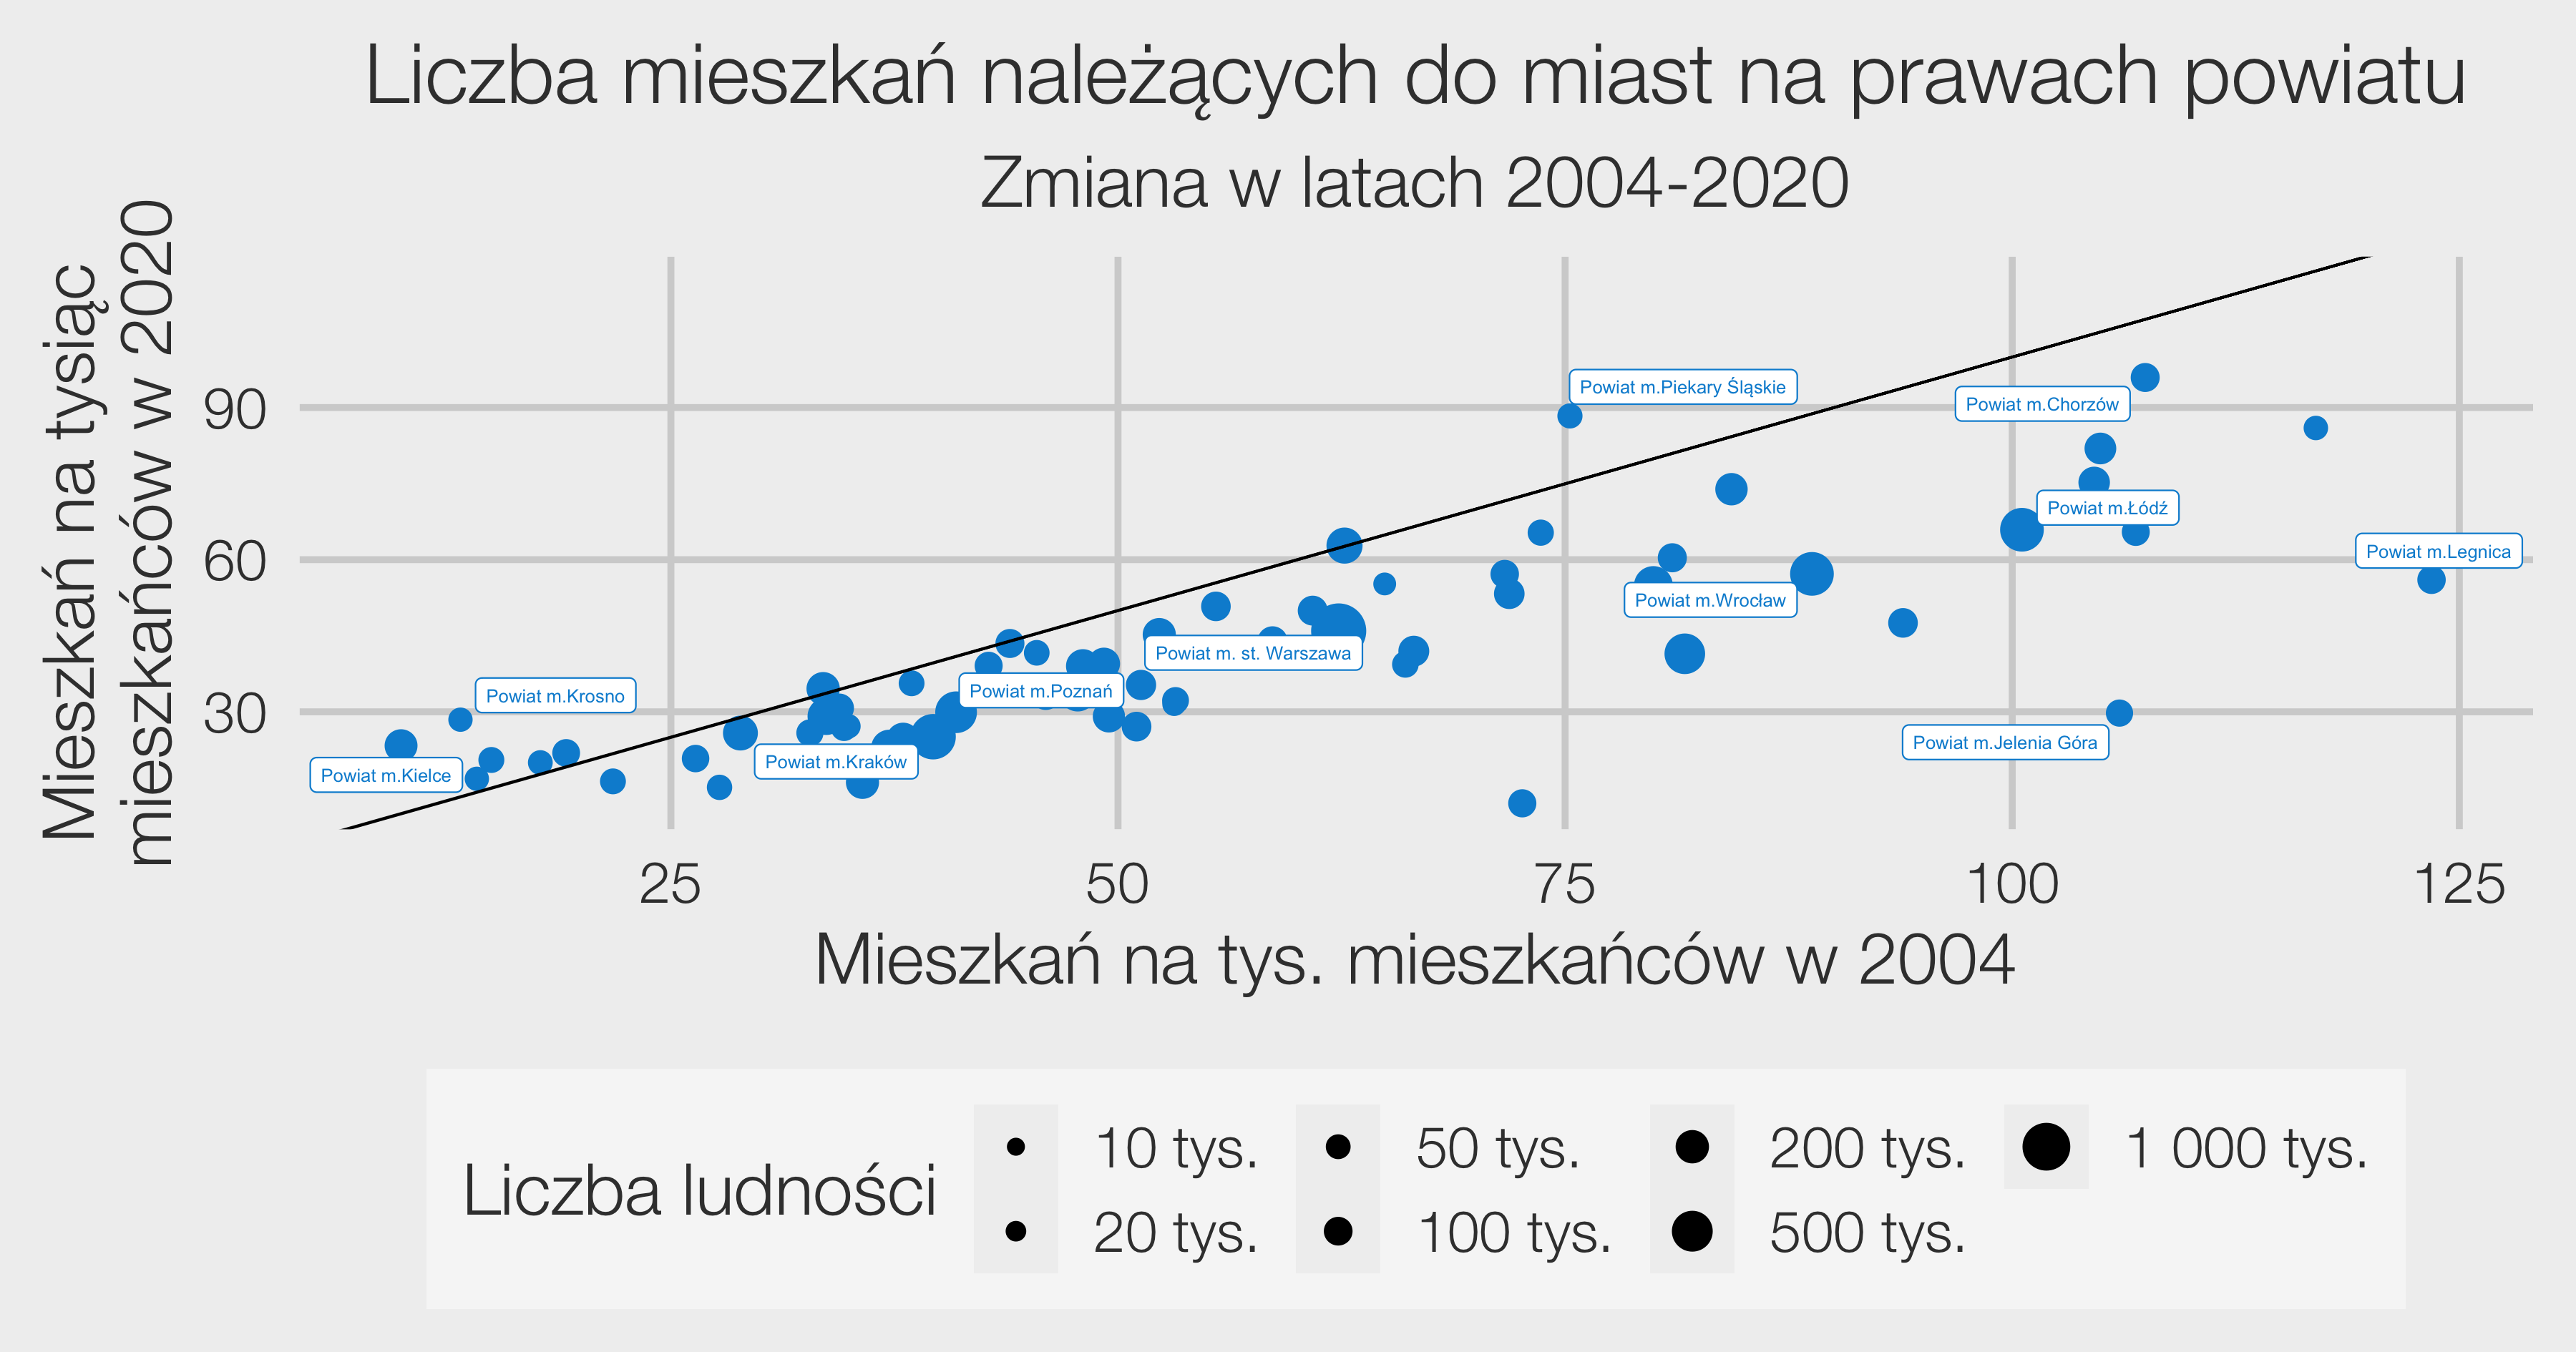 Liczba mieszkań należących do miast na prawach powiatu
Zmiana w latach 2004-2020
Mieszkań na tysiąc
mieszkańców w 2020
90
60
30
Powiat m.Piekary Śląskie
Powiat m.Chorzów
Powiat m.Łódź
Powiat m.Legnica
Powiat m.Wrocław
Powiat m. st. Warszawa
Powiat m.Poznań
Powiat m.Krosno
Powiat m.Jelenia Góra
Powiat m.Kraków
Powiat m.Kielce
25 50 75 100 125
Mieszkań na tys. mieszkańców w 2004
Liczba ludności
10 tys. 50 tys. 200 tys. 1 000 tys.
20 tys. 100 tys. 500 tys.